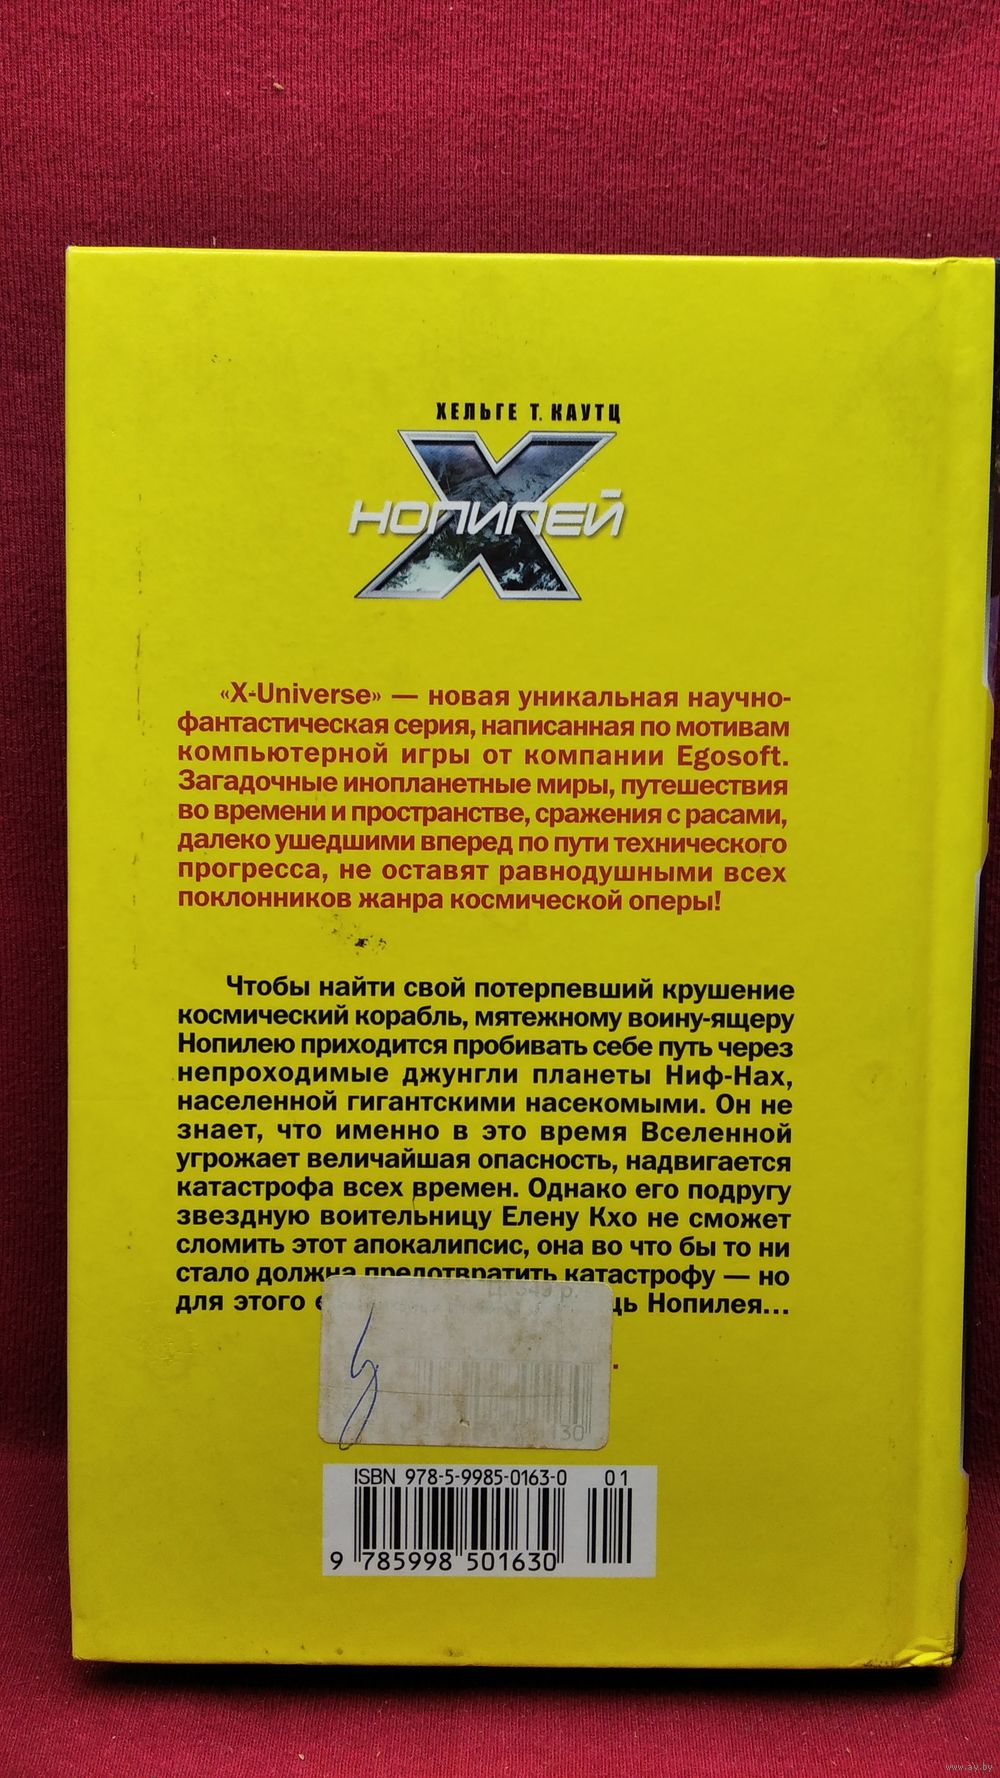 ХЕЛЬГЕ Т. КАУТЦ
X
НОПИЛЕЙ
«X-Universe» — новая уникальная научно-
фантастическая серия, написанная по мотивам
компьютерной игры от компании Egosoft.
Загадочные инопланетные миры, путешествия
во времени и пространстве, сражения с расами,
далеко ушедшими вперед по пути технического
прогресса, не оставят равнодушными всех
поклонников жанра космической оперы!
Чтобы найти свой потерпевший крушение
космический корабль, мятежному воину-ящеру
Нопилею приходится пробивать себе путь через
непроходимые джунгли планеты Ниф-Нах,
населенной гигантскими насекомыми. Он не
знает, что именно в это время Вселенной
угрожает величайшая опасность, надвигается
катастрофа всех времен. Однако его подругу
звездную воительницу Елену Кхо не сможет
сломить этот апокалипсис, она во что бы то ни
стало должна предотвратить катастрофу — но
для этого Нопилея...
130
ISBN 978-5-9985-0163-0 01
9 785998 501630
www.ay.by